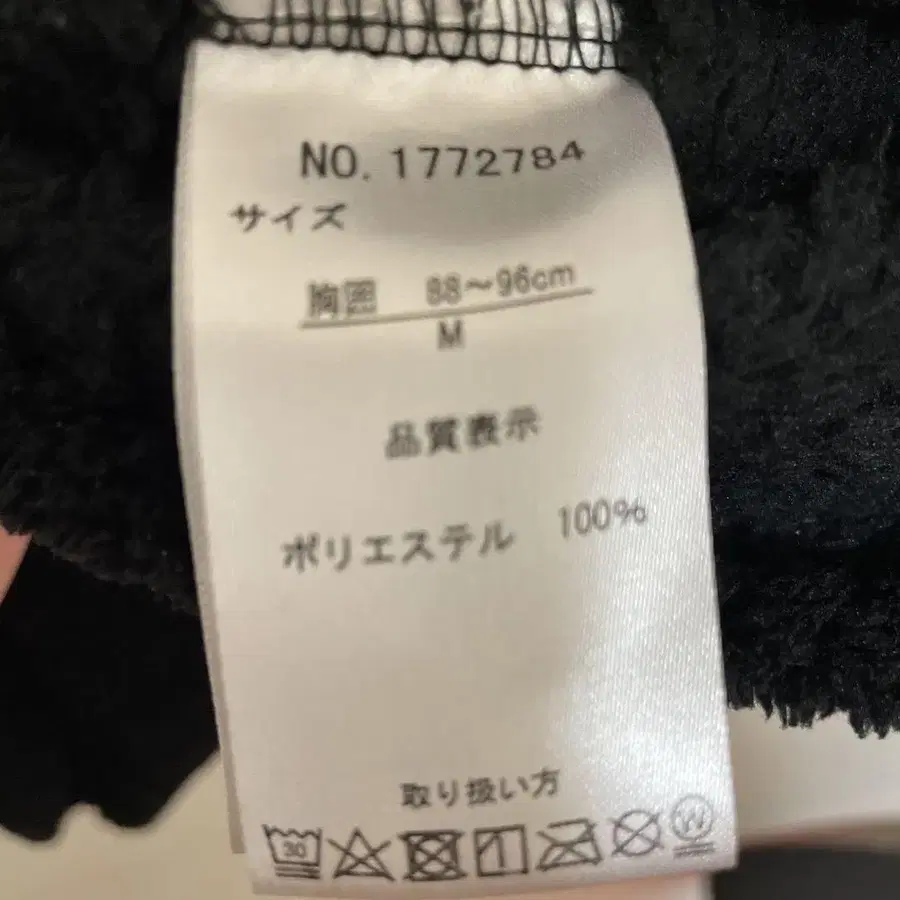 NO. 1772784
サイズ
胸囲 88～96cm
M
品質表示
ポリエステル 100%
取り扱い方
30
W